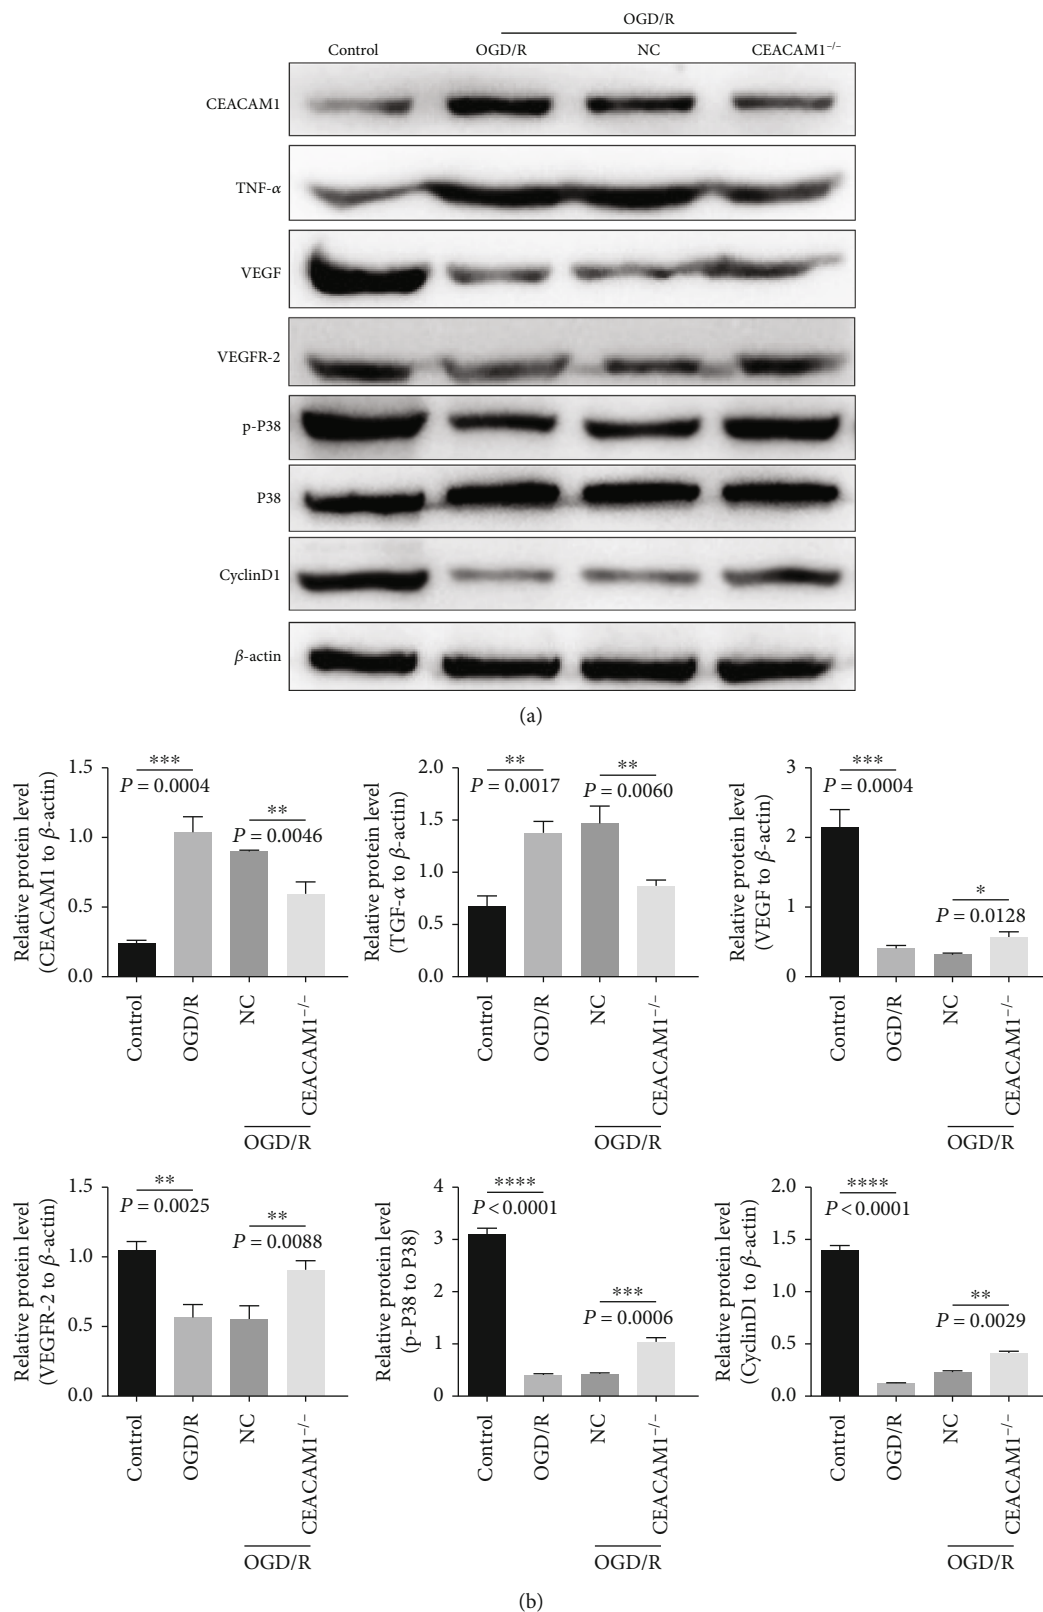 OGD/R
Control OGD/R NC CEACAM1⁻/⁻
CEACAM1
TNF-α
VEGF
VEGFR-2
p-P38
P38
CyclinD1
β-actin
(a)
Relative protein level
(CEACAM1 to β-actin)
1.5
1.0
0.5
0.0
***
P = 0.0004
**
P = 0.0046
Control
OGD/R
NC
CEACAM1⁻/⁻
OGD/R
Relative protein level
(TGF-α to β-actin)
2.0
1.5
1.0
0.5
0.0
**
P = 0.0017
**
P = 0.0060
Control
OGD/R
NC
CEACAM1⁻/⁻
OGD/R
Relative protein level
(VEGF to β-actin)
3
2
1
0
***
P = 0.0004
*
P = 0.0128
Control
OGD/R
NC
CEACAM1⁻/⁻
OGD/R
Relative protein level
(VEGFR-2 to β-actin)
1.5
1.0
0.5
0.0
**
P = 0.0025
**
P = 0.0088
Control
OGD/R
NC
CEACAM1⁻/⁻
OGD/R
Relative protein level
(p-P38 to P38)
4
3
2
1
0
****
P < 0.0001
***
P = 0.0006
Control
OGD/R
NC
CEACAM1⁻/⁻
OGD/R
Relative protein level
(CyclinD1 to β-actin)
2.0
1.5
1.0
0.5
0.0
****
P < 0.0001
**
P = 0.0029
Control
OGD/R
NC
CEACAM1⁻/⁻
OGD/R
(b)